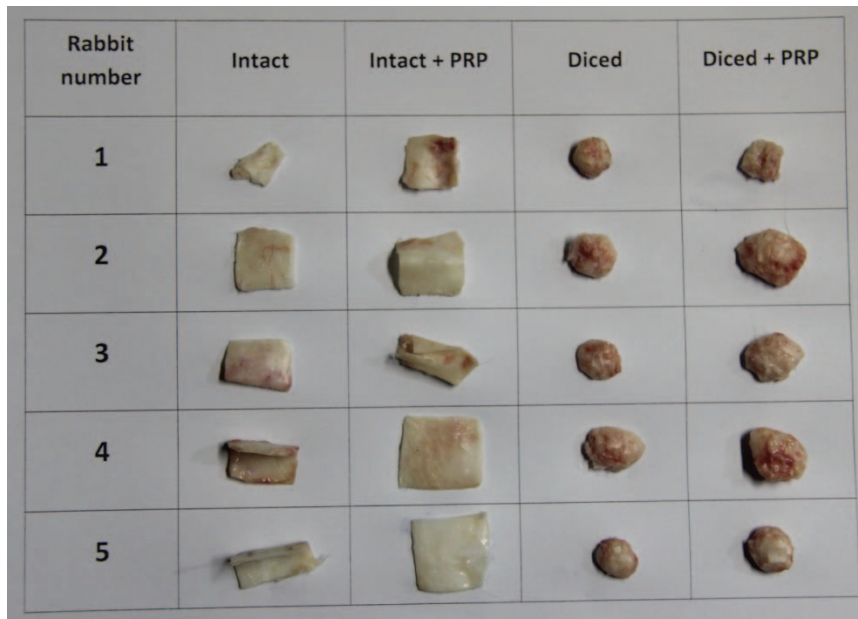 Rabbit
number
Intact
Intact + PRP
Diced
Diced + PRP
1
2
3
4
5